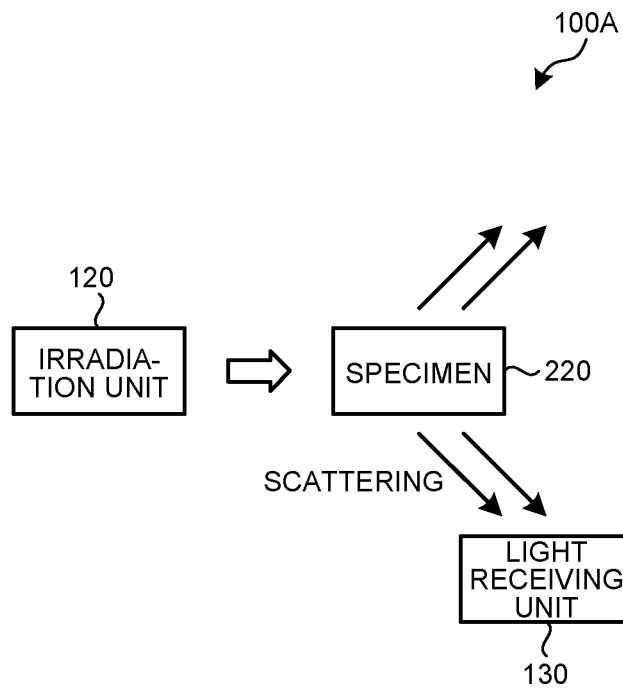 100A
120
IRRADIA-
TION UNIT
SPECIMEN
220
SCATTERING
LIGHT
RECEIVING
UNIT
130